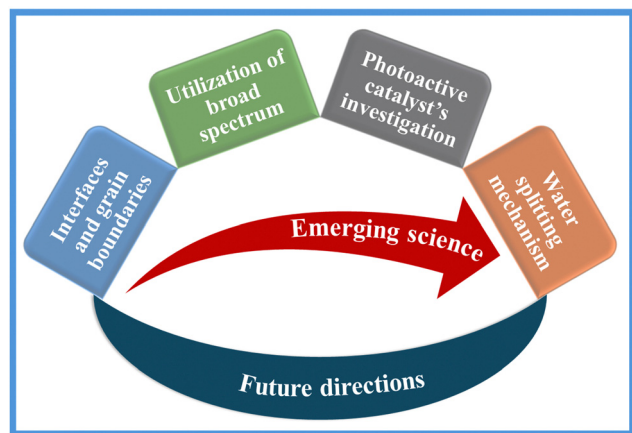 Interfaces
and grain
boundaries
Utilization of
broad
spectrum
Photoactive
catalyst's
investigation
Water
splitting
mechanism
Emerging science
Future directions